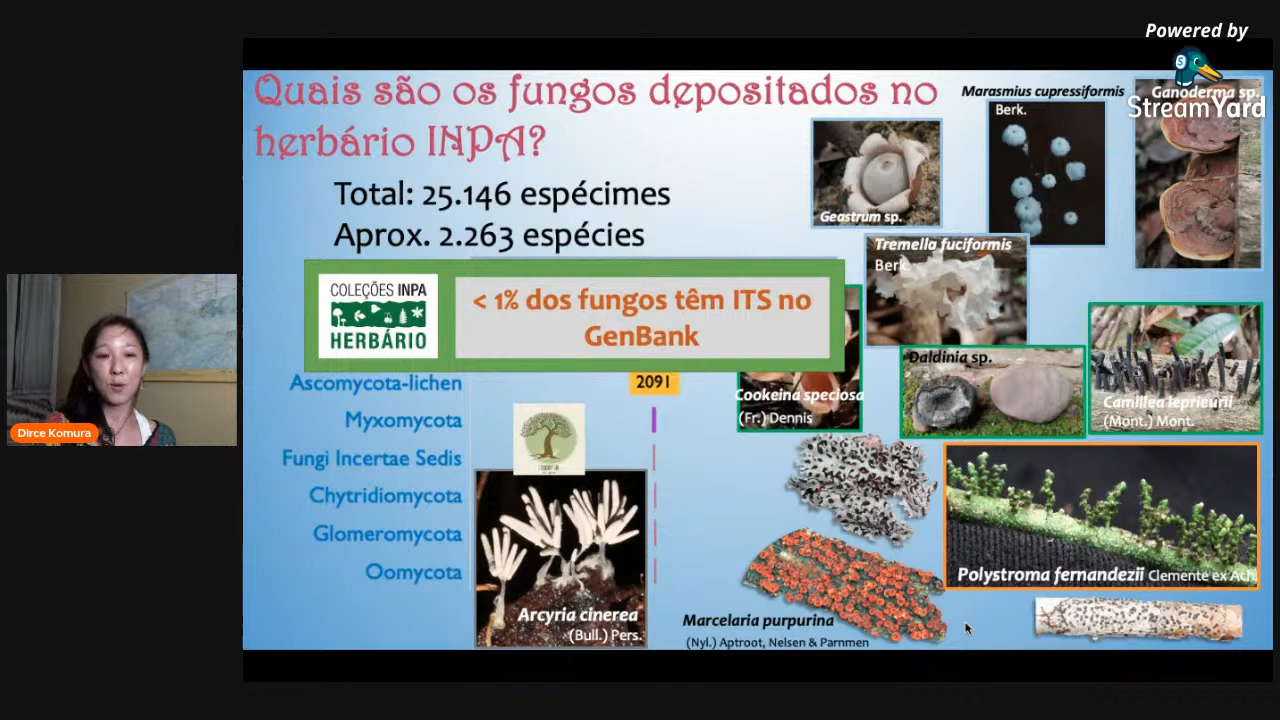 Powered by
StreamYard
Quais são os fungos depositados no
herbário INPA?
Total: 25.146 espécimes
Aprox. 2.263 espécies
COLEÇÕES INPA
HERBÁRIO
< 1% dos fungos têm ITS no
GenBank
Ascomycota-lichen
2091
Myxomycota
Fungi Incertae Sedis
Chytridiomycota
Glomeromycota
Oomycota
Arcyria cinerea
(Bull.) Pers.
Geastrum sp.
Marasmius cupressiformis
Berk.
Ganoderma sp.
Tremella fuciformis
Berk.
Cookeina speciosa
(Fr.) Dennis
Daldinia sp.
Camillea leprieurii
(Mont.) Mont.
Polystroma fernandezii Clemente ex Ach.
Marcelaria purpurina
(Nyl.) Aptroot, Nelsen & Parnmen
Dirce Komura